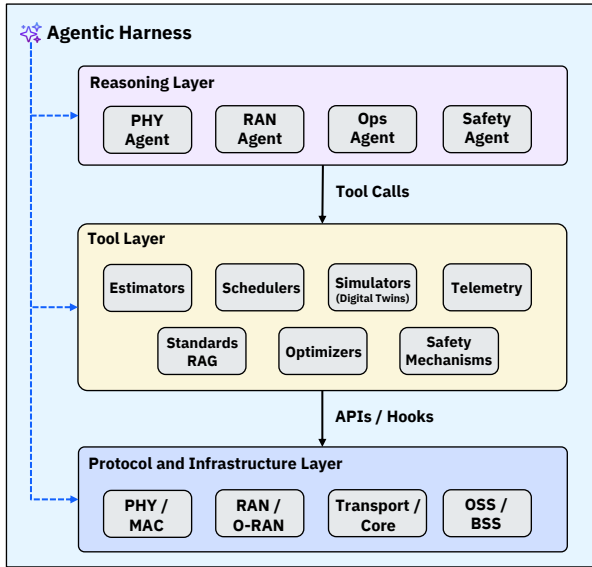 Agentic Harness
Reasoning Layer
PHY
Agent
RAN
Agent
Ops
Agent
Safety
Agent
Tool Calls
Tool Layer
Estimators
Schedulers
Simulators
(Digital Twins)
Telemetry
Standards
RAG
Optimizers
Safety
Mechanisms
APIs / Hooks
Protocol and Infrastructure Layer
PHY /
MAC
RAN /
O-RAN
Transport /
Core
OSS /
BSS